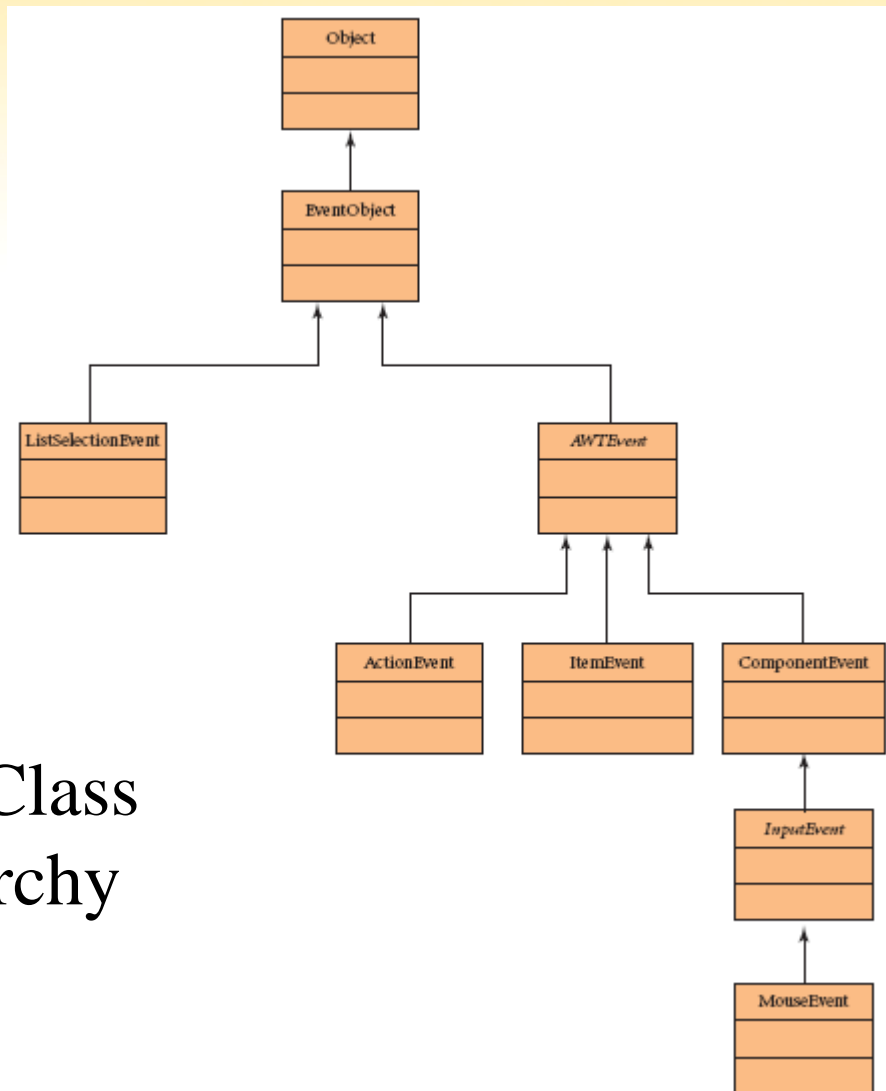 Object
EventObject
ListSelectionEvent
AWTEvent
ActionEvent
ItemEvent
ComponentEvent
Class
rchy
InputEvent
MouseEvent